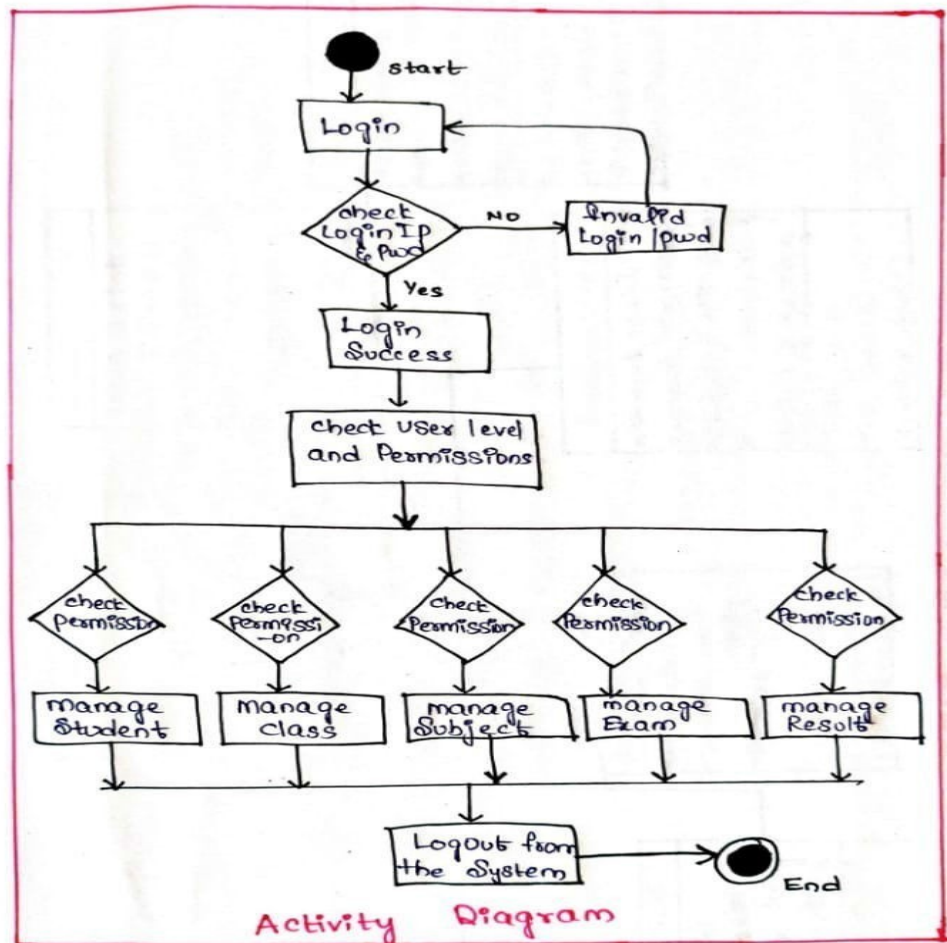 start
Login
check
Login Ip
& Pwd
NO
Invalid
Login / pwd
Yes
Login
Success
check user level
and Permissions
check
permission
check
permissi
-on
check
Permission
check
Permission
check
Permission
manage
Student
manage
class
manage
Subject
manage
Exam
manage
Result
Logout from
the System
End
Activity Diagram